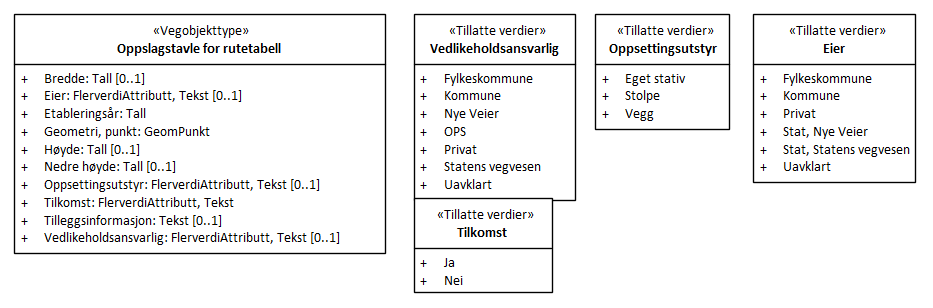 «Vegobjekttype»
Oppslagstavle for rutetabell
+ Bredde: Tall [0..1]
+ Eier: FlerverdiAttributt, Tekst [0..1]
+ Etableringsår: Tall
+ Geometri, punkt: GeomPunkt
+ Høyde: Tall [0..1]
+ Nedre høyde: Tall [0..1]
+ Oppsettingsutstyr: FlerverdiAttributt, Tekst [0..1]
+ Tilkomst: FlerverdiAttributt, Tekst
+ Tilleggsinformasjon: Tekst [0..1]
+ Vedlikeholdsansvarlig: FlerverdiAttributt, Tekst [0..1]
«Tillatte verdier»
Vedlikeholdsansvarlig
+ Fylkeskommune
+ Kommune
+ Nye Veier
+ OPS
+ Privat
+ Statens vegvesen
+ Uavklart
«Tillatte verdier»
Tilkomst
+ Ja
+ Nei
«Tillatte verdier»
Oppsettingsutstyr
+ Eget stativ
+ Stolpe
+ Vegg
«Tillatte verdier»
Eier
+ Fylkeskommune
+ Kommune
+ Privat
+ Stat, Nye Veier
+ Stat, Statens vegvesen
+ Uavklart